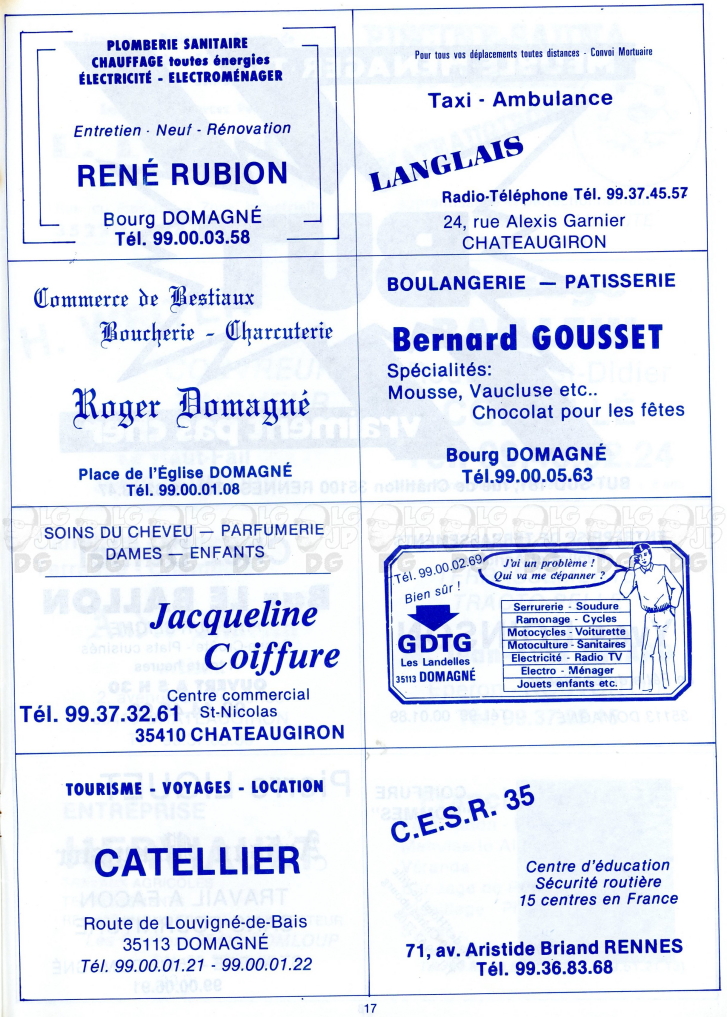 PLOMBERIE SANITAIRE
CHAUFFAGE toutes énergies
ÉLECTRICITÉ - ELECTROMÉNAGER
Entretien - Neuf - Rénovation
RENÉ RUBION
Bourg DOMAGNÉ
Tél. 99.00.03.58
Pour tous vos déplacements toutes distances - Convoi Mortuaire
Taxi - Ambulance
LANGLAIS
Radio-Téléphone Tél. 99.37.45.57
24, rue Alexis Garnier
CHATEAUGIRON
Commerce de Bestiaux
Boucherie - Charcuterie
Roger Domagné
Place de l'Église DOMAGNÉ
Tél. 99.00.01.08
BOULANGERIE — PATISSERIE
Bernard GOUSSET
Spécialités:
Mousse, Vaucluse etc..
Chocolat pour les fêtes
Bourg DOMAGNÉ
Tél.99.00.05.63
SOINS DU CHEVEU — PARFUMERIE
DAMES — ENFANTS
Jacqueline
Coiffure
Centre commercial
Tél. 99.37.32.61 St-Nicolas
35410 CHATEAUGIRON
Tél. 99.00.02.69
Bien sûr !
J'ai un problème !
Qui va me dépanner ?
GDTG
Les Landelles
35113 DOMAGNÉ
Serrurerie - Soudure
Ramonage - Cycles
Motocycles - Voiturette
Motoculture - Sanitaires
Electricité - Radio TV
Electro - Ménager
Jouets enfants etc.
TOURISME - VOYAGES - LOCATION
CATELLIER
Route de Louvigné-de-Bais
35113 DOMAGNÉ
Tél. 99.00.01.21 - 99.00.01.22
C.E.S.R. 35
Centre d'éducation
Sécurité routière
15 centres en France
71, av. Aristide Briand RENNES
Tél. 99.36.83.68
17